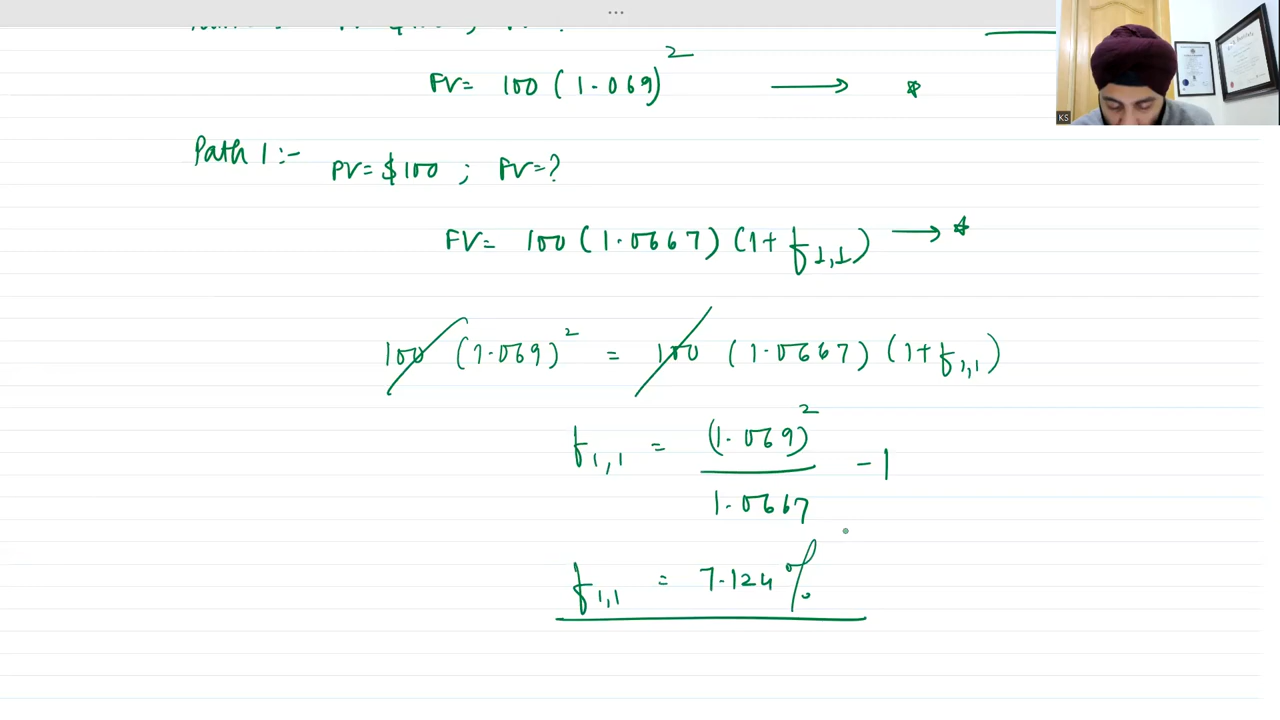 FV= 100 (1.069)^2 ⟶ *
Path 1:- PV= $100 ; FV=?
FV= 100 (1.0667) (1+ f1,1) ⟶ *
100 (1.069)^2 = 100 (1.0667) (1+f1,1)
f1,1 = (1.069)^2 / 1.0667 - 1
f1,1 = 7.124 %
KS